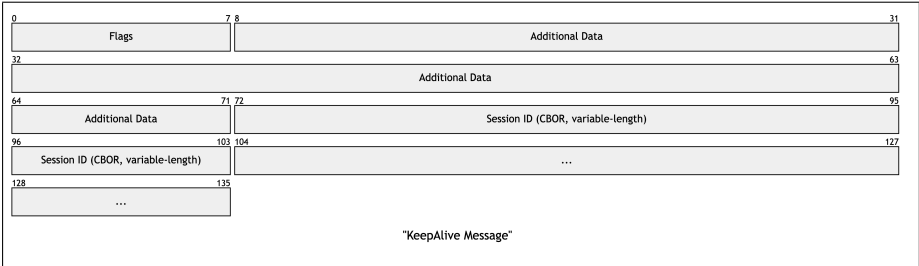 0 7 8 31
Flags Additional Data
32 63
Additional Data
64 71 72 95
Additional Data Session ID (CBOR, variable-length)
96 103 104 127
Session ID (CBOR, variable-length) ...
128 135
...
"KeepAlive Message"